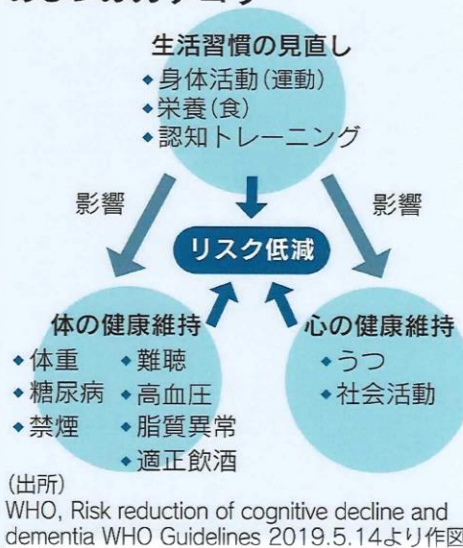 生活習慣の見直し
◆身体活動(運動)
◆栄養(食)
◆認知トレーニング
影響
影響
リスク低減
体の健康維持
◆体重
◆糖尿病
◆禁煙
◆難聴
◆高血圧
◆脂質異常
◆適正飲酒
心の健康維持
◆うつ
◆社会活動
(出所)
WHO, Risk reduction of cognitive decline and
dementia WHO Guidelines 2019.5.14より作図